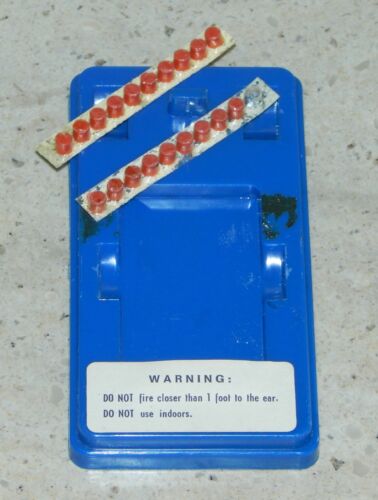 WARNING:
DO NOT fire closer than 1 foot to the ear.
DO NOT use indoors.